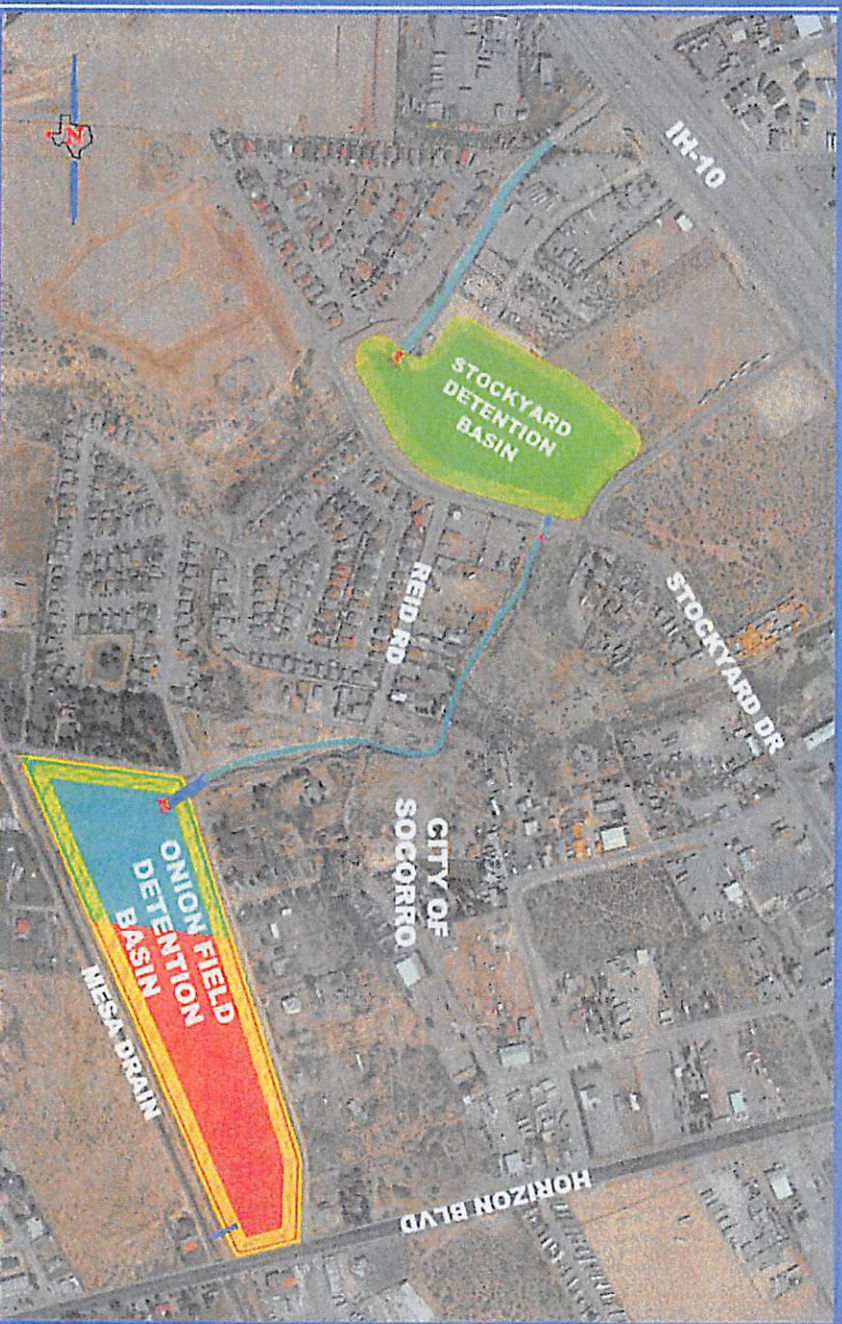 IH-10
N
STOCKYARD
DETENTION
BASIN
STOCKYARD DR
REID RD
CITY OF
SOCORRO
ONION FIELD
DETENTION
BASIN
MESA DRAIN
HORIZON BLVD